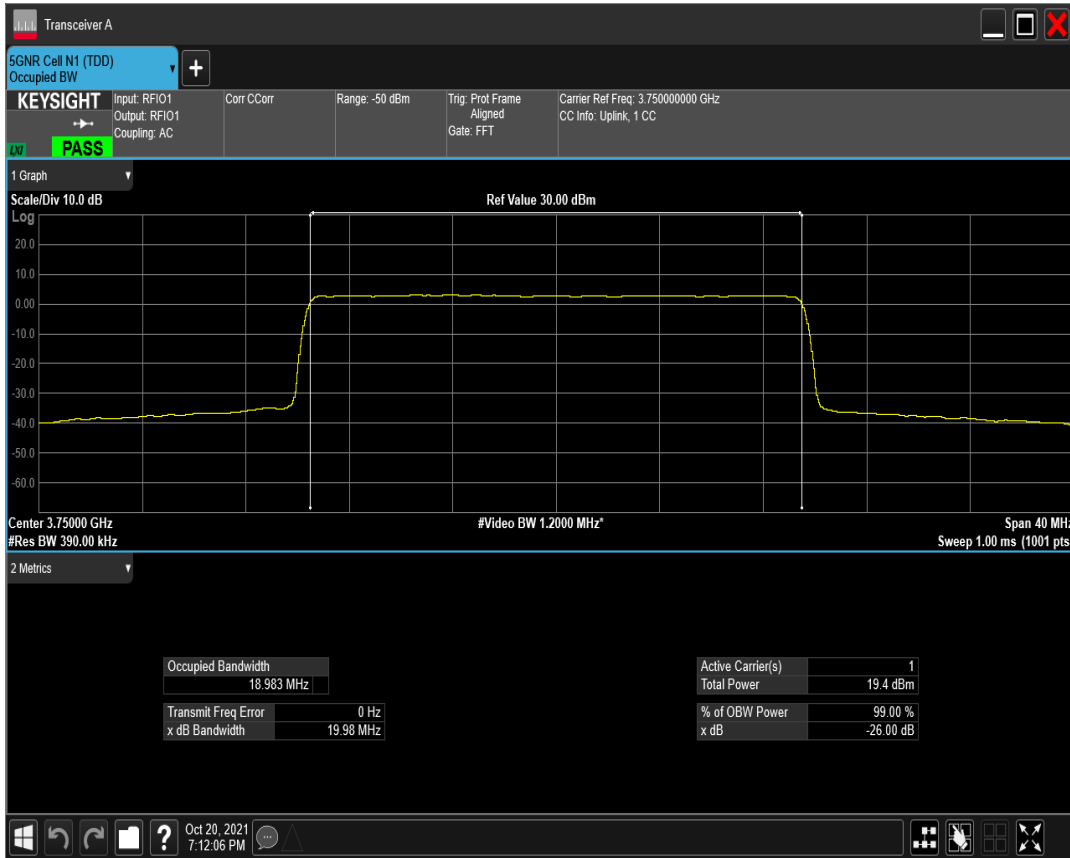 Transceiver A
5GNR Cell N1 (TDD)
Occupied BW
KEYSIGHT
LXI
PASS
Input: RFIO1
Output: RFIO1
Coupling: AC
Corr CCorr
Range: -50 dBm
Trig: Prot Frame
Aligned
Gate: FFT
Carrier Ref Freq: 3.750000000 GHz
CC Info: Uplink, 1 CC
1 Graph
Scale/Div 10.0 dB
Ref Value 30.00 dBm
Log
20.0
10.0
0.00
-10.0
-20.0
-30.0
-40.0
-50.0
-60.0
Center 3.75000 GHz
#Video BW 1.2000 MHz*
Span 40 MHz
#Res BW 390.00 kHz
Sweep 1.00 ms (1001 pts
2 Metrics
Occupied Bandwidth
18.983 MHz
Transmit Freq Error 0 Hz
x dB Bandwidth 19.98 MHz
Active Carrier(s) 1
Total Power 19.4 dBm
% of OBW Power 99.00 %
x dB -26.00 dB
?
Oct 20, 2021
7:12:06 PM